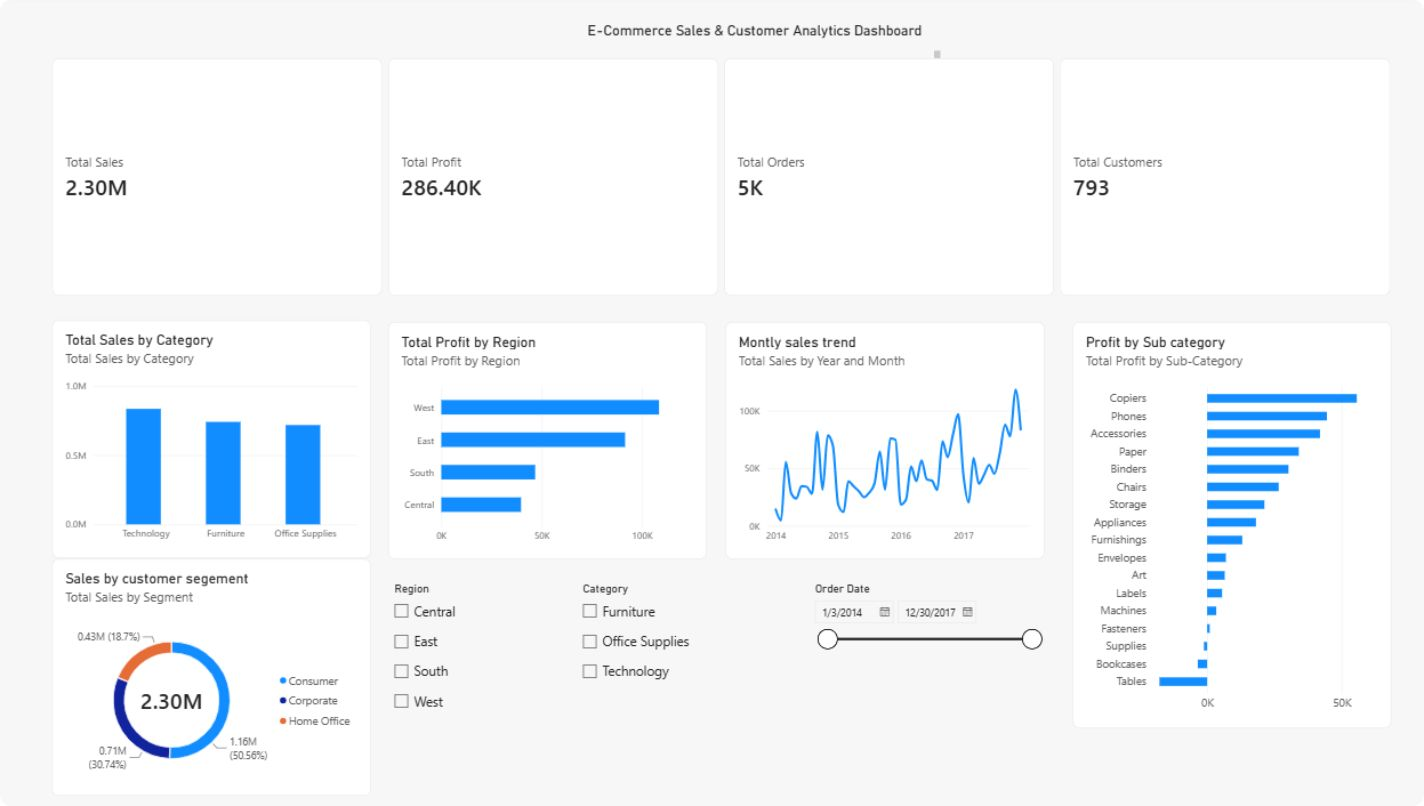 E-Commerce Sales & Customer Analytics Dashboard
Total Sales
2.30M
Total Profit
286.40K
Total Orders
5K
Total Customers
793
Total Sales by Category
Total Sales by Category
1.0M
0.5M
0.0M
Technology
Furniture
Office Supplies
Total Profit by Region
Total Profit by Region
West
East
South
Central
0K
50K
100K
Montly sales trend
Total Sales by Year and Month
100K
50K
0K
2014
2015
2016
2017
Profit by Sub category
Total Profit by Sub-Category
Copiers
Phones
Accessories
Paper
Binders
Chairs
Storage
Appliances
Furnishings
Envelopes
Art
Labels
Machines
Fasteners
Supplies
Bookcases
Tables
0K
50K
Sales by customer segement
Total Sales by Segment
0.43M (18.7%)
2.30M
0.71M
(30.74%)
1.16M
(50.56%)
Consumer
Corporate
Home Office
Region
Central
East
South
West
Category
Furniture
Office Supplies
Technology
Order Date
1/3/2014
12/30/2017